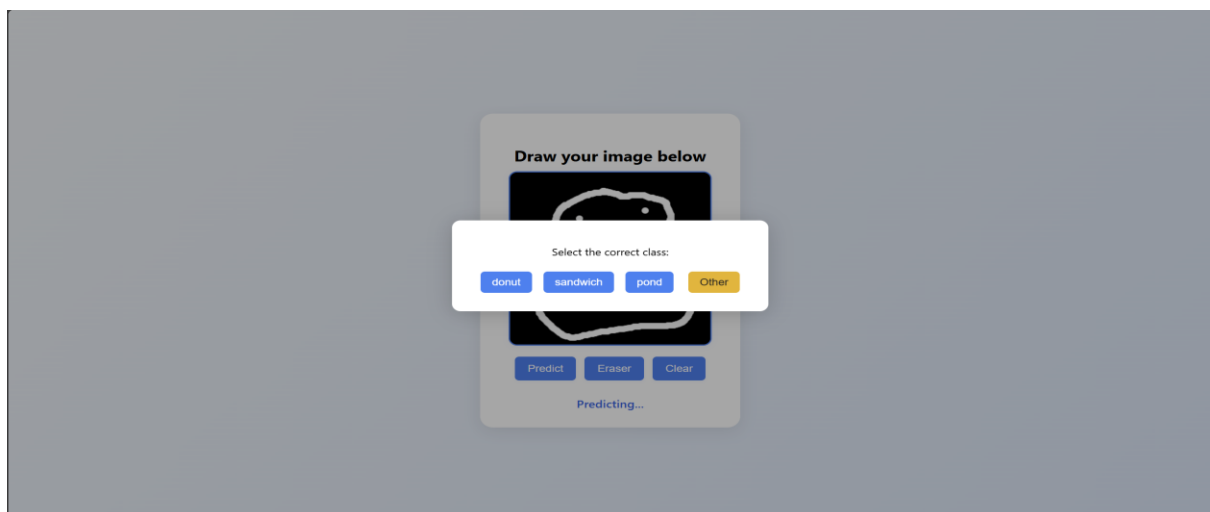 Draw your image below
Select the correct class:
donut sandwich pond Other
Predict Eraser Clear
Predicting...